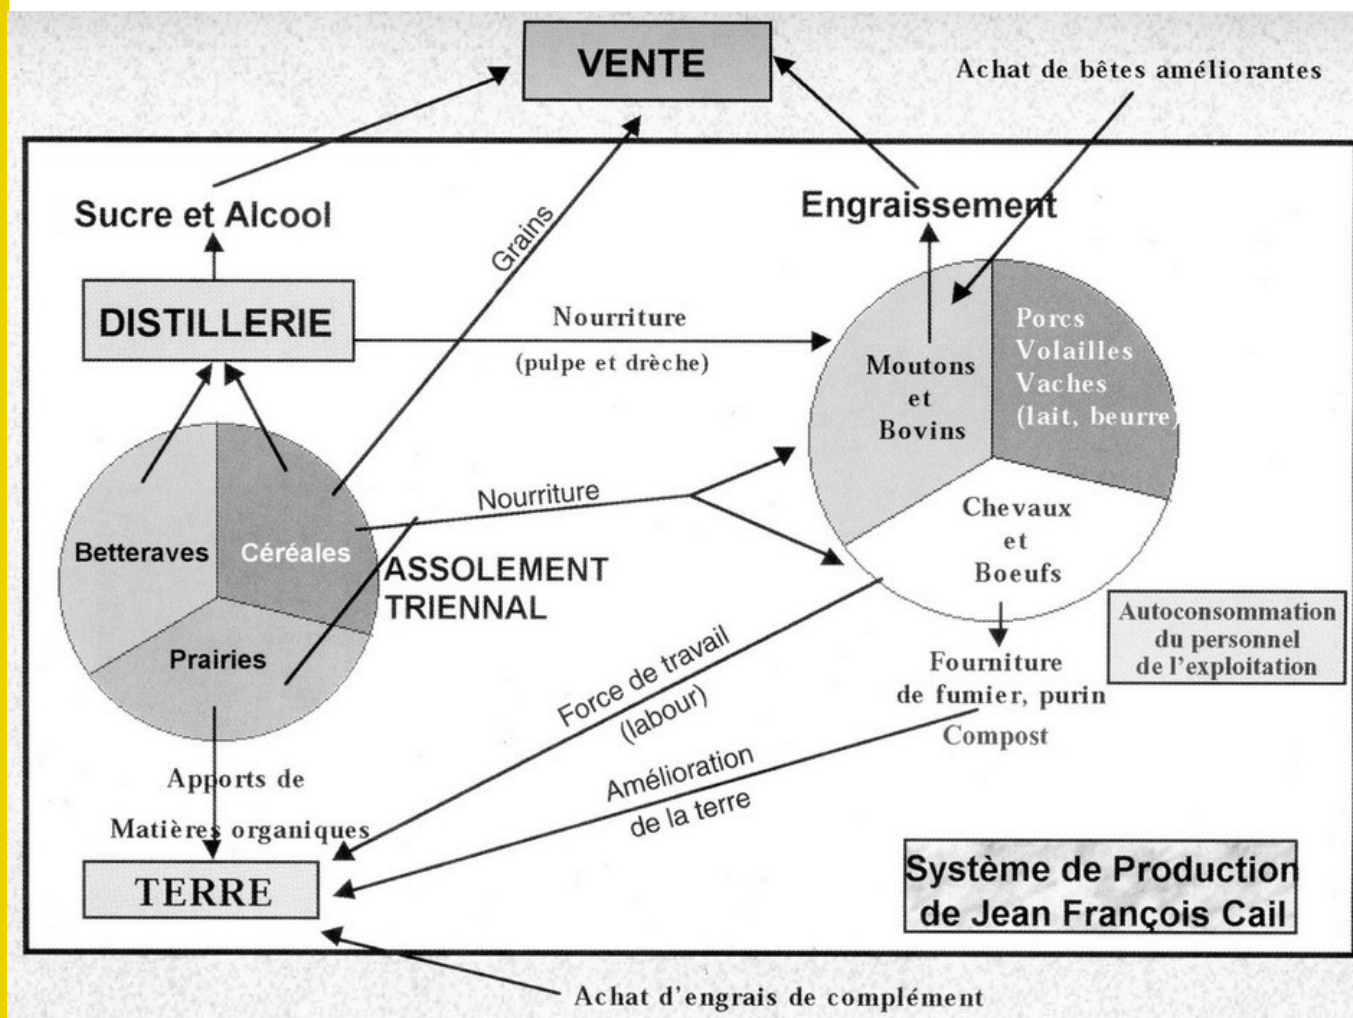 VENTE
Achat de bêtes améliorantes
Sucre et Alcool
Engraissement
Grains
DISTILLERIE
Nourriture
(pulpe et drèche)
Moutons
et
Bovins
Porcs
Volailles
Vaches
(lait, beurre)
Nourriture
Betteraves
Céréales
Prairies
ASSOLEMENT
TRIENNAL
Chevaux
et
Boeufs
Autoconsommation
du personnel
de l'exploitation
Force de travail
(labour)
Fourniture
de fumier, purin
Compost
Apports de
Matières organiques
Amélioration
de la terre
TERRE
Système de Production
de Jean François Cail
Achat d'engrais de complément